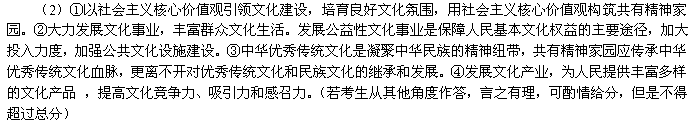 （2）①以社会主义核心价值观引领文化建设，培育良好文化氛围，用社会主义核心价值观构筑共有精神家
园。②大力发展文化事业，丰富群众文化生活。发展公益性文化事业是保障人民基本文化权益的主要途径，加大
投入力度，加强公共文化设施建设。③中华优秀传统文化是凝聚中华民族的精神纽带，共有精神家园应传承中华
优秀传统文化血脉，更离不开对优秀传统文化和民族文化的继承和发展。④发展文化产业，为人民提供丰富多样
的文化产品 ，提高文化竞争力、吸引力和感召力。（若考生从其他角度作答，言之有理，可酌情给分，但是不得
超过总分）